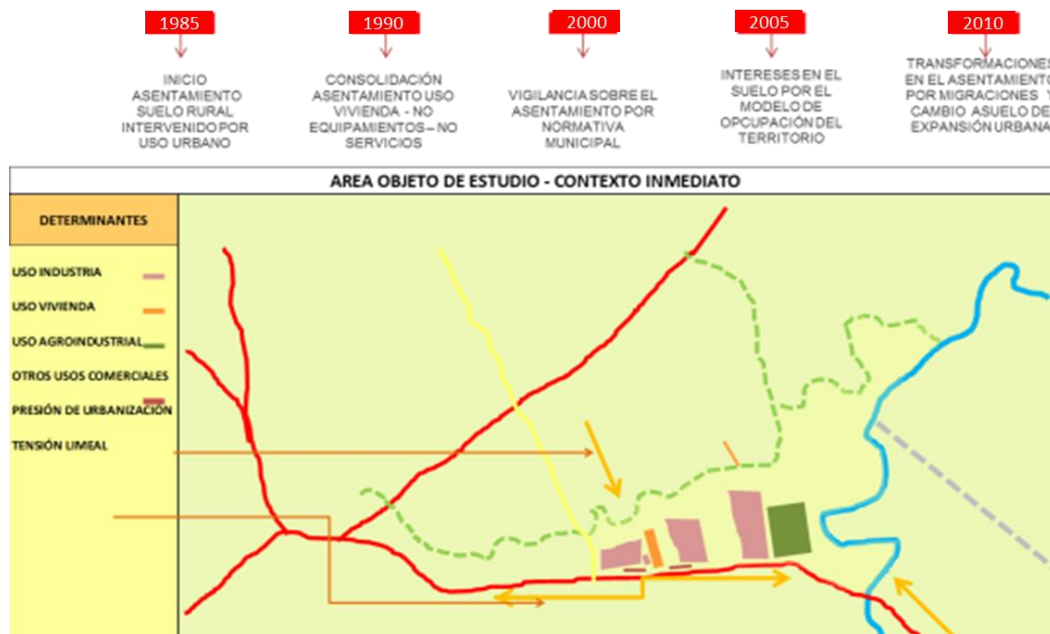 1985
1990
2000
2005
2010
INICIO
ASENTAMIENTO
SUELO RURAL
INTERVENIDO POR
USO URBANO
CONSOLIDACIÓN
ASENTAMIENTO USO
VIVIENDA - NO
EQUIPAMIENTOS – NO
SERVICIOS
VIGILANCIA SOBRE EL
ASENTAMIENTO POR
NORMATIVA
MUNICIPAL
INTERESES EN EL
SUELO POR EL
MODELO DE
OPCUPACIÓN DEL
TERRITORIO
TRANSFORMACIONES
EN EL ASENTAMIENTO
POR MIGRACIONES Y
CAMBIO ASUELO DE
EXPANSIÓN URBANA
AREA OBJETO DE ESTUDIO - CONTEXTO INMEDIATO
DETERMINANTES
USO INDUSTRIA
USO VIVIENDA
USO AGROINDUSTRIAL
OTROS USOS COMERCIALES
PRESIÓN DE URBANIZACIÓN
TENSIÓN LIMEAL